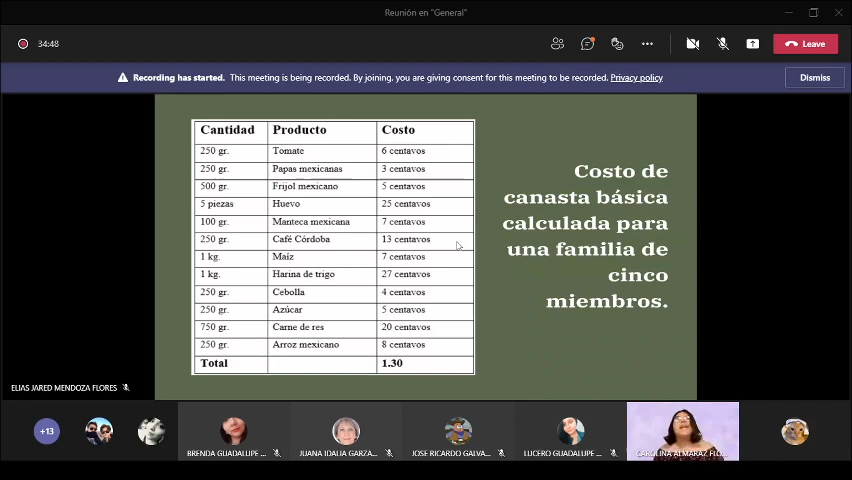 Reunión en "General"
34:48
Leave
Recording has started. This meeting is being recorded. By joining, you are giving consent for this meeting to be recorded. Privacy policy
Dismiss
Cantidad Producto Costo
250 gr. Tomate 6 centavos
250 gr. Papas mexicanas 3 centavos
500 gr. Frijol mexicano 5 centavos
5 piezas Huevo 25 centavos
100 gr. Manteca mexicana 7 centavos
250 gr. Café Córdoba 13 centavos
1 kg. Maíz 7 centavos
1 kg. Harina de trigo 27 centavos
250 gr. Cebolla 4 centavos
250 gr. Azúcar 5 centavos
750 gr. Carne de res 20 centavos
250 gr. Arroz mexicano 8 centavos
Total 1.30
Costo de
canasta básica
calculada para
una familia de
cinco
miembros.
ELIAS JARED MENDOZA FLORES
+13
BRENDA GUADALUPE ...
JUANA IDALIA GARZA...
JOSE RICARDO GALVA...
LUCERO GUADALUPE ...
CAROLINA ALMARAZ FLO...